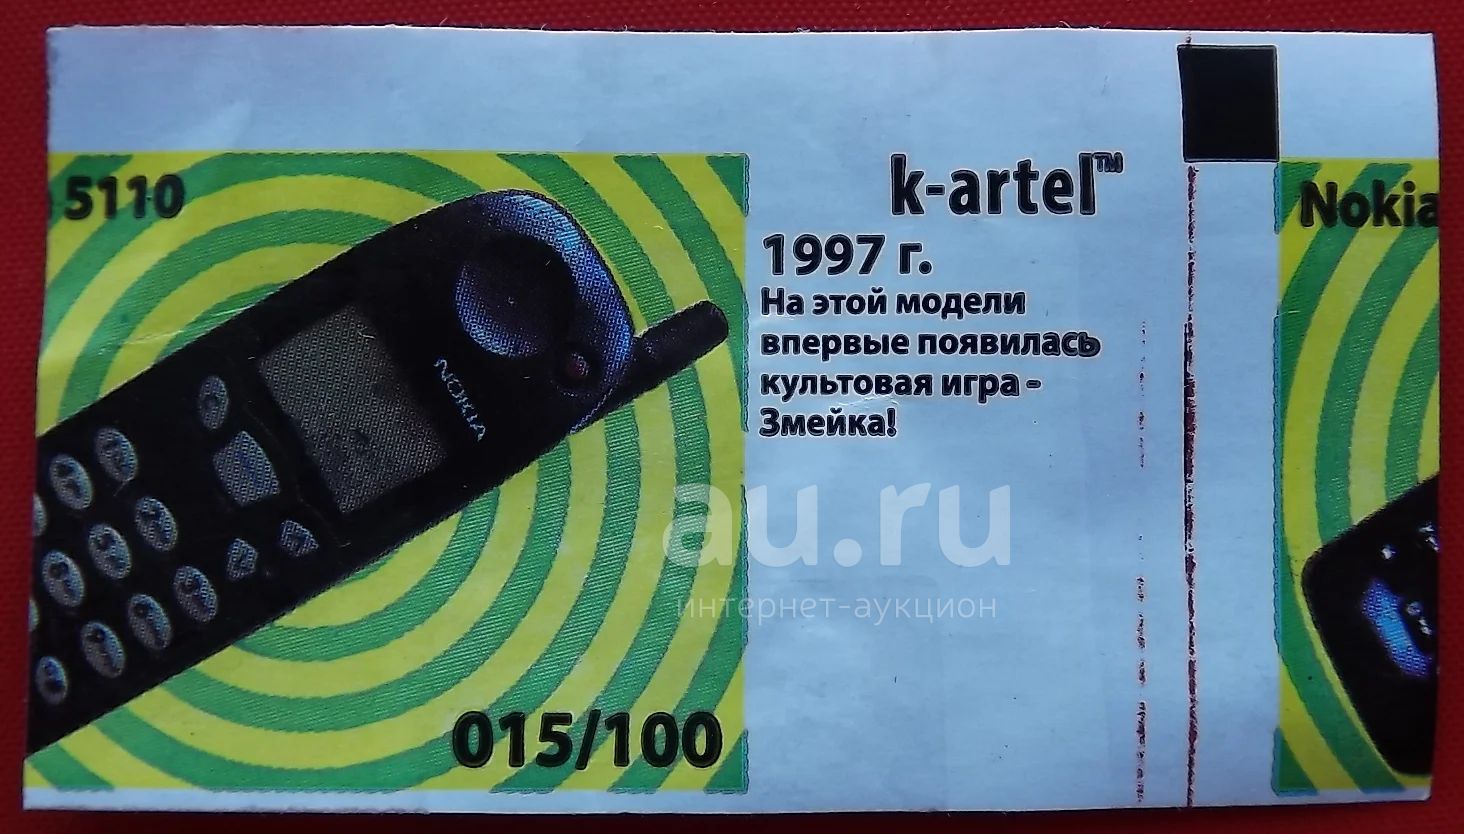 5110
NOKIA
015/100
k-artel™
1997 г.
На этой модели
впервые появилась
культовая игра -
Змейка!
Nokia
au.ru
интернет-аукцион